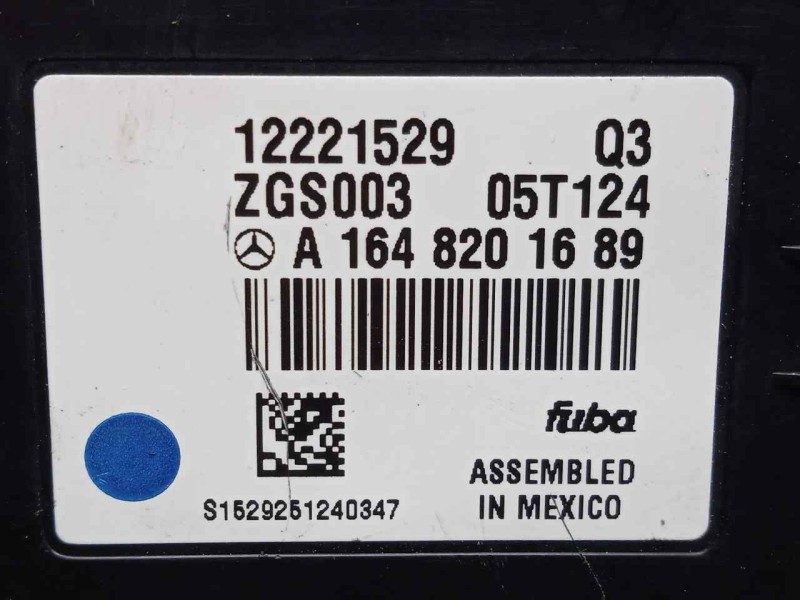 12221529 Q3
ZGS003 05T124
A 164 820 16 89
fuba
ASSEMBLED
IN MEXICO
S1529251240347